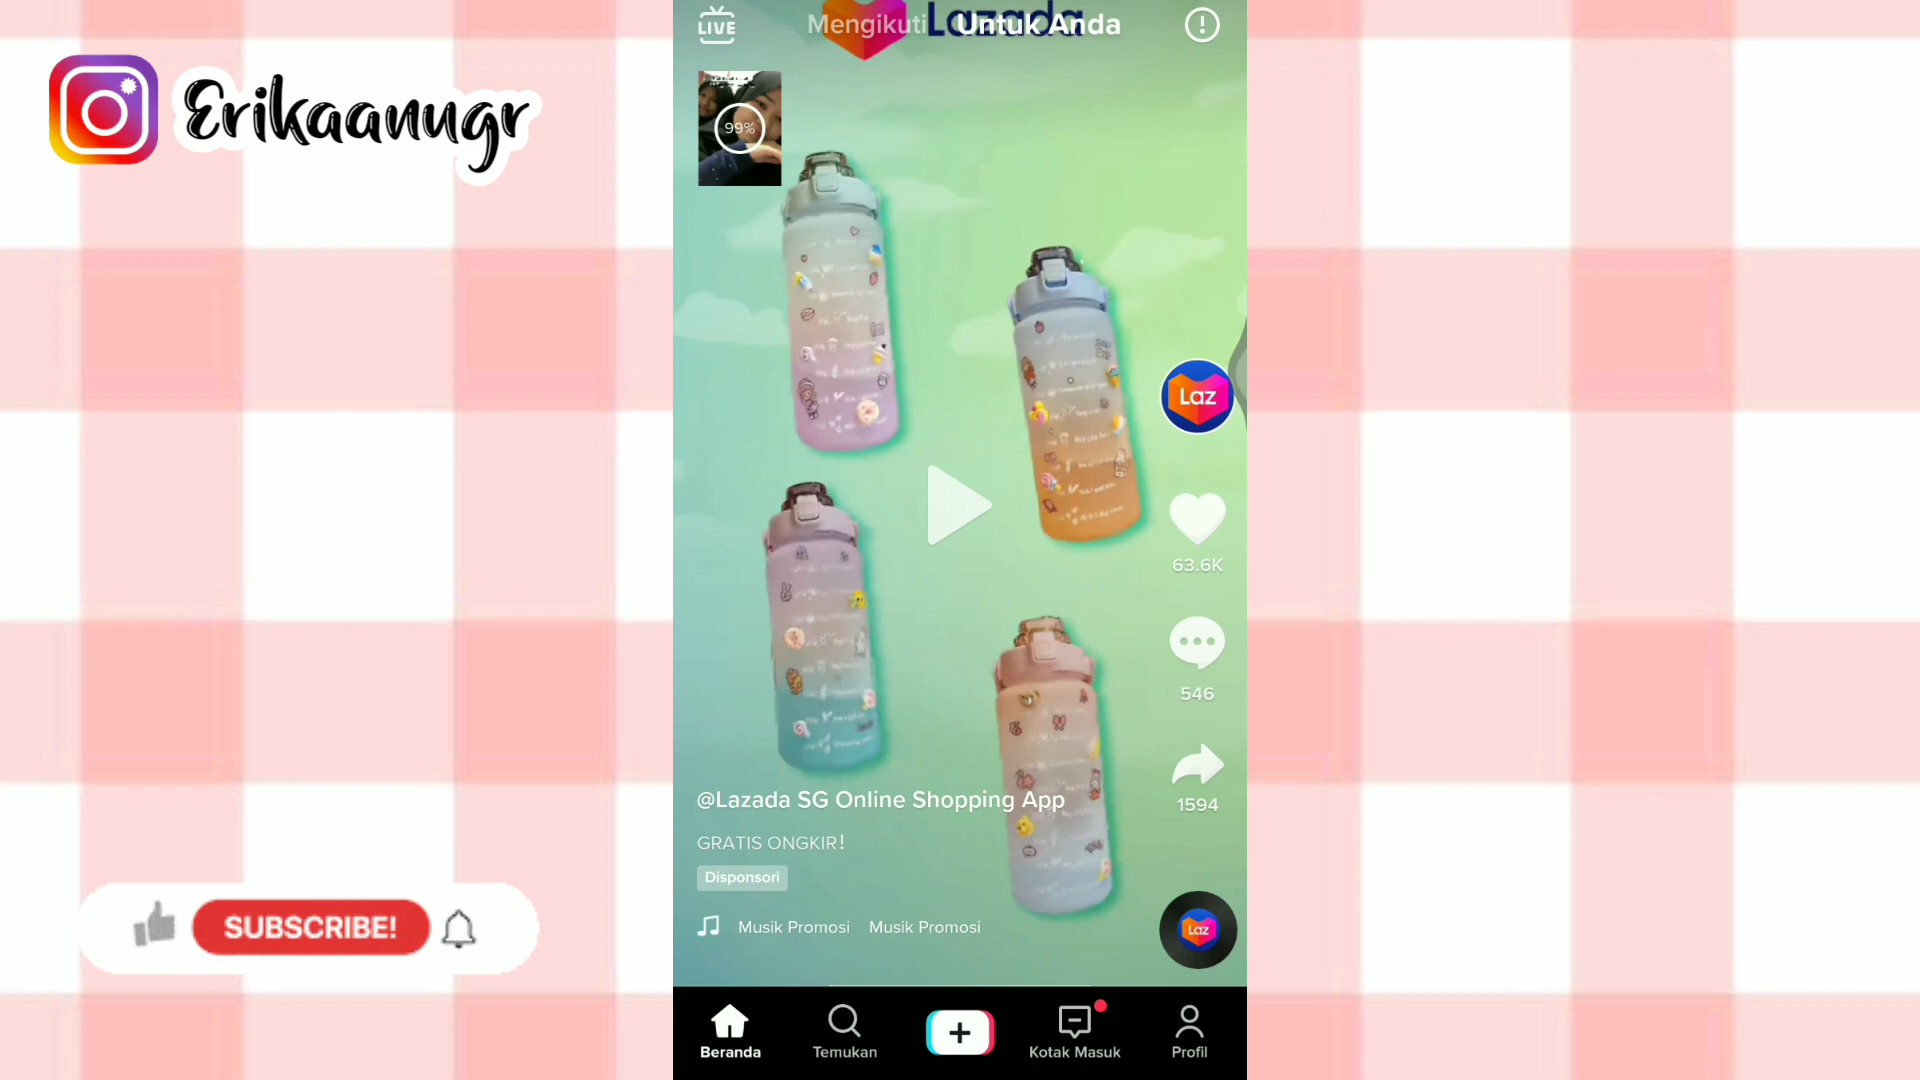 Erikaanugr
LIVE
Mengikuti
Lazada
Untuk Anda
99%
Laz
63.6K
546
1594
@Lazada SG Online Shopping App
GRATIS ONGKIR!
Disponsori
Musik Promosi Musik Promosi
Laz
SUBSCRIBE!
Beranda
Temukan
Kotak Masuk
Profil